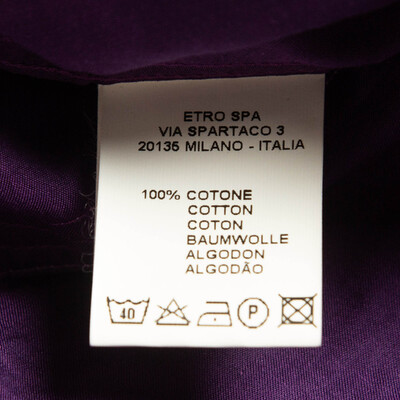 ETRO SPA
VIA SPARTACO 3
20135 MILANO - ITALIA
100% COTONE
COTTON
COTON
BAUMWOLLE
ALGODON
ALGODÃO
40 P